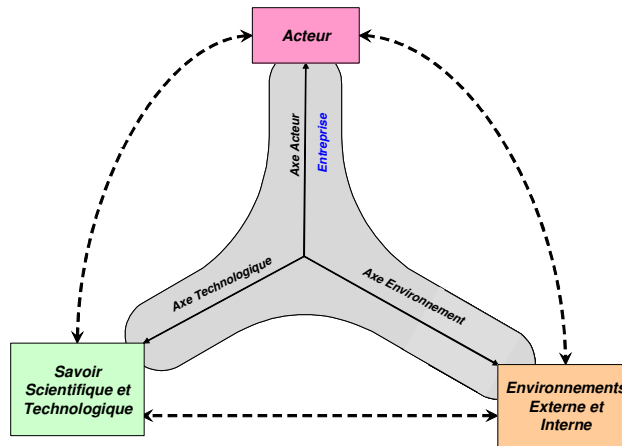 Acteur
Axe Acteur
Entreprise
Axe Technologique
Axe Environnement
Savoir
Scientifique et
Technologique
Environnements
Externe et
Interne